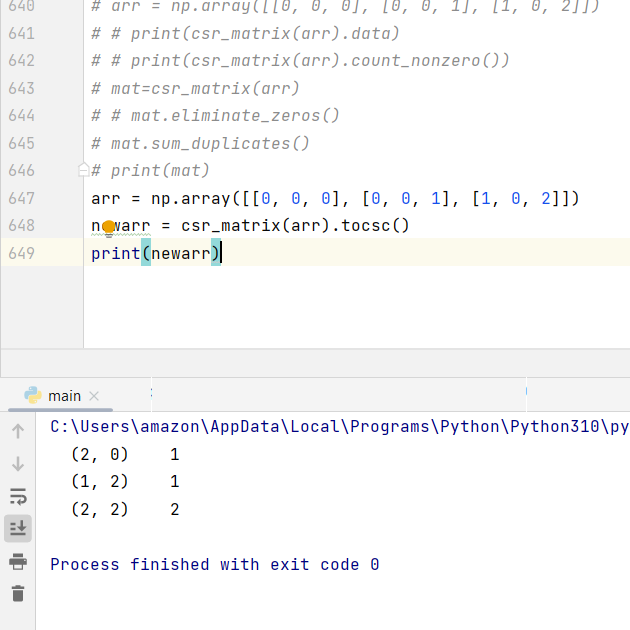 640 # arr = np.array([[0, 0, 0], [0, 0, 1], [1, 0, 2]])
641 # # print(csr_matrix(arr).data)
642 # # print(csr_matrix(arr).count_nonzero())
643 # mat=csr_matrix(arr)
644 # # mat.eliminate_zeros()
645 # mat.sum_duplicates()
646 # print(mat)
647 arr = np.array([[0, 0, 0], [0, 0, 1], [1, 0, 2]])
648 newarr = csr_matrix(arr).tocsc()
649 print(newarr)
main
C:\Users\amazon\AppData\Local\Programs\Python\Python310\py
(2, 0) 1
(1, 2) 1
(2, 2) 2
Process finished with exit code 0